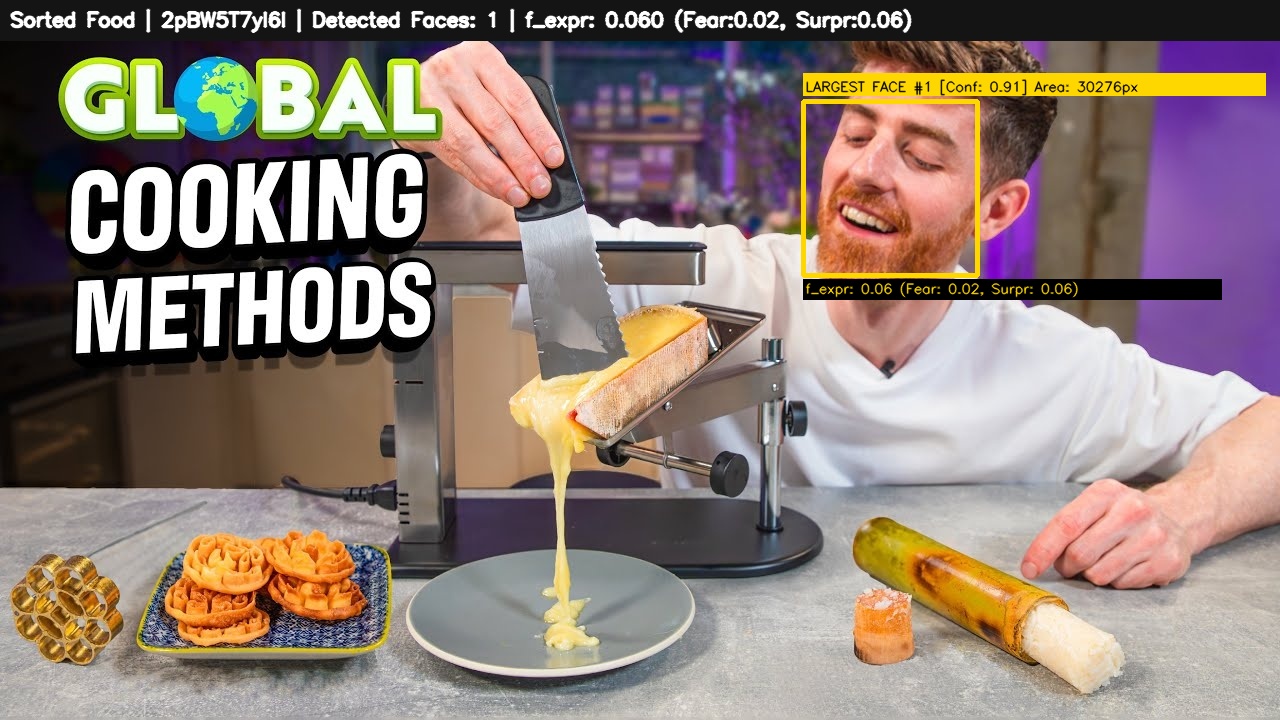 Sorted Food | 2pBW5T7yI6I | Detected Faces: 1 | f_expr: 0.060 (Fear:0.02, Surpr:0.06)
GLOBAL
COOKING
METHODS
LARGEST FACE #1 [Conf: 0.91] Area: 30276px
f_expr: 0.06 (Fear: 0.02, Surpr: 0.06)